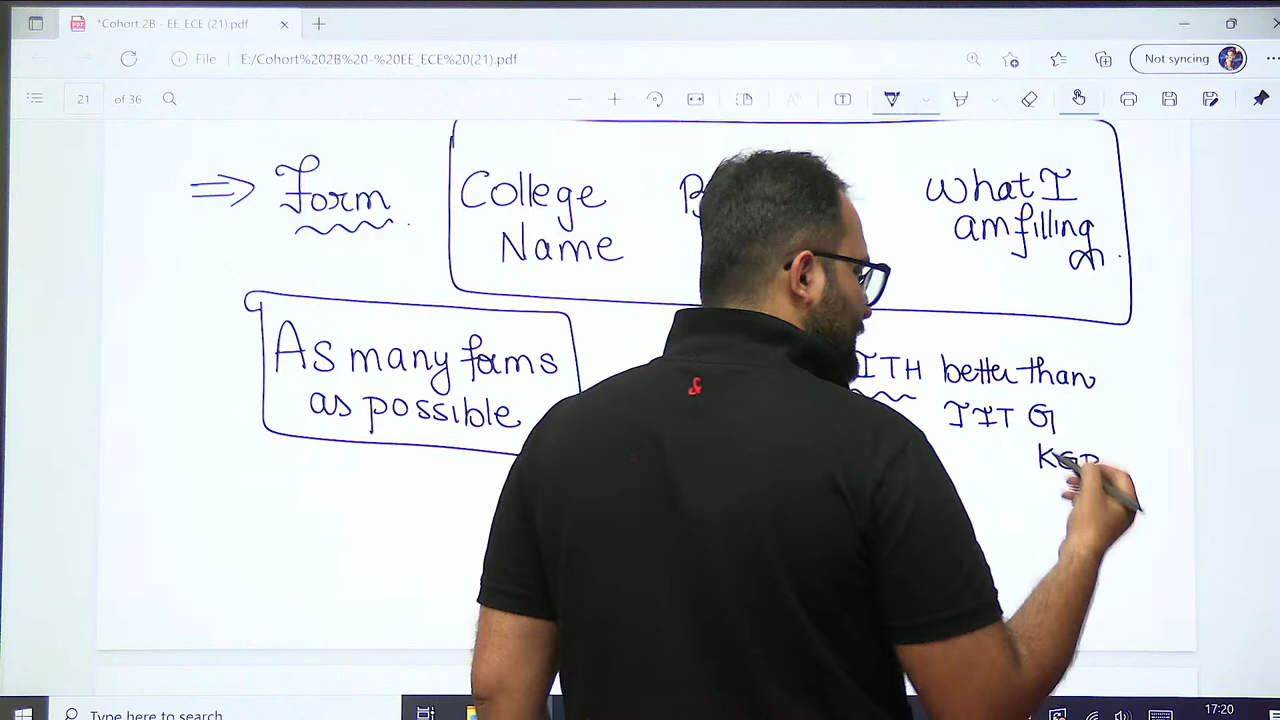 *Cohort 2B - EE_ECE (21).pdf
File E:/Cohort%202B%20-%20EE_ECE%20(21).pdf
Not syncing
21 of 36
⇒ Form
College Name
What I am filling
As many forms
as possible
ITH better than
IIT G
KGP
Type here to search
17:20